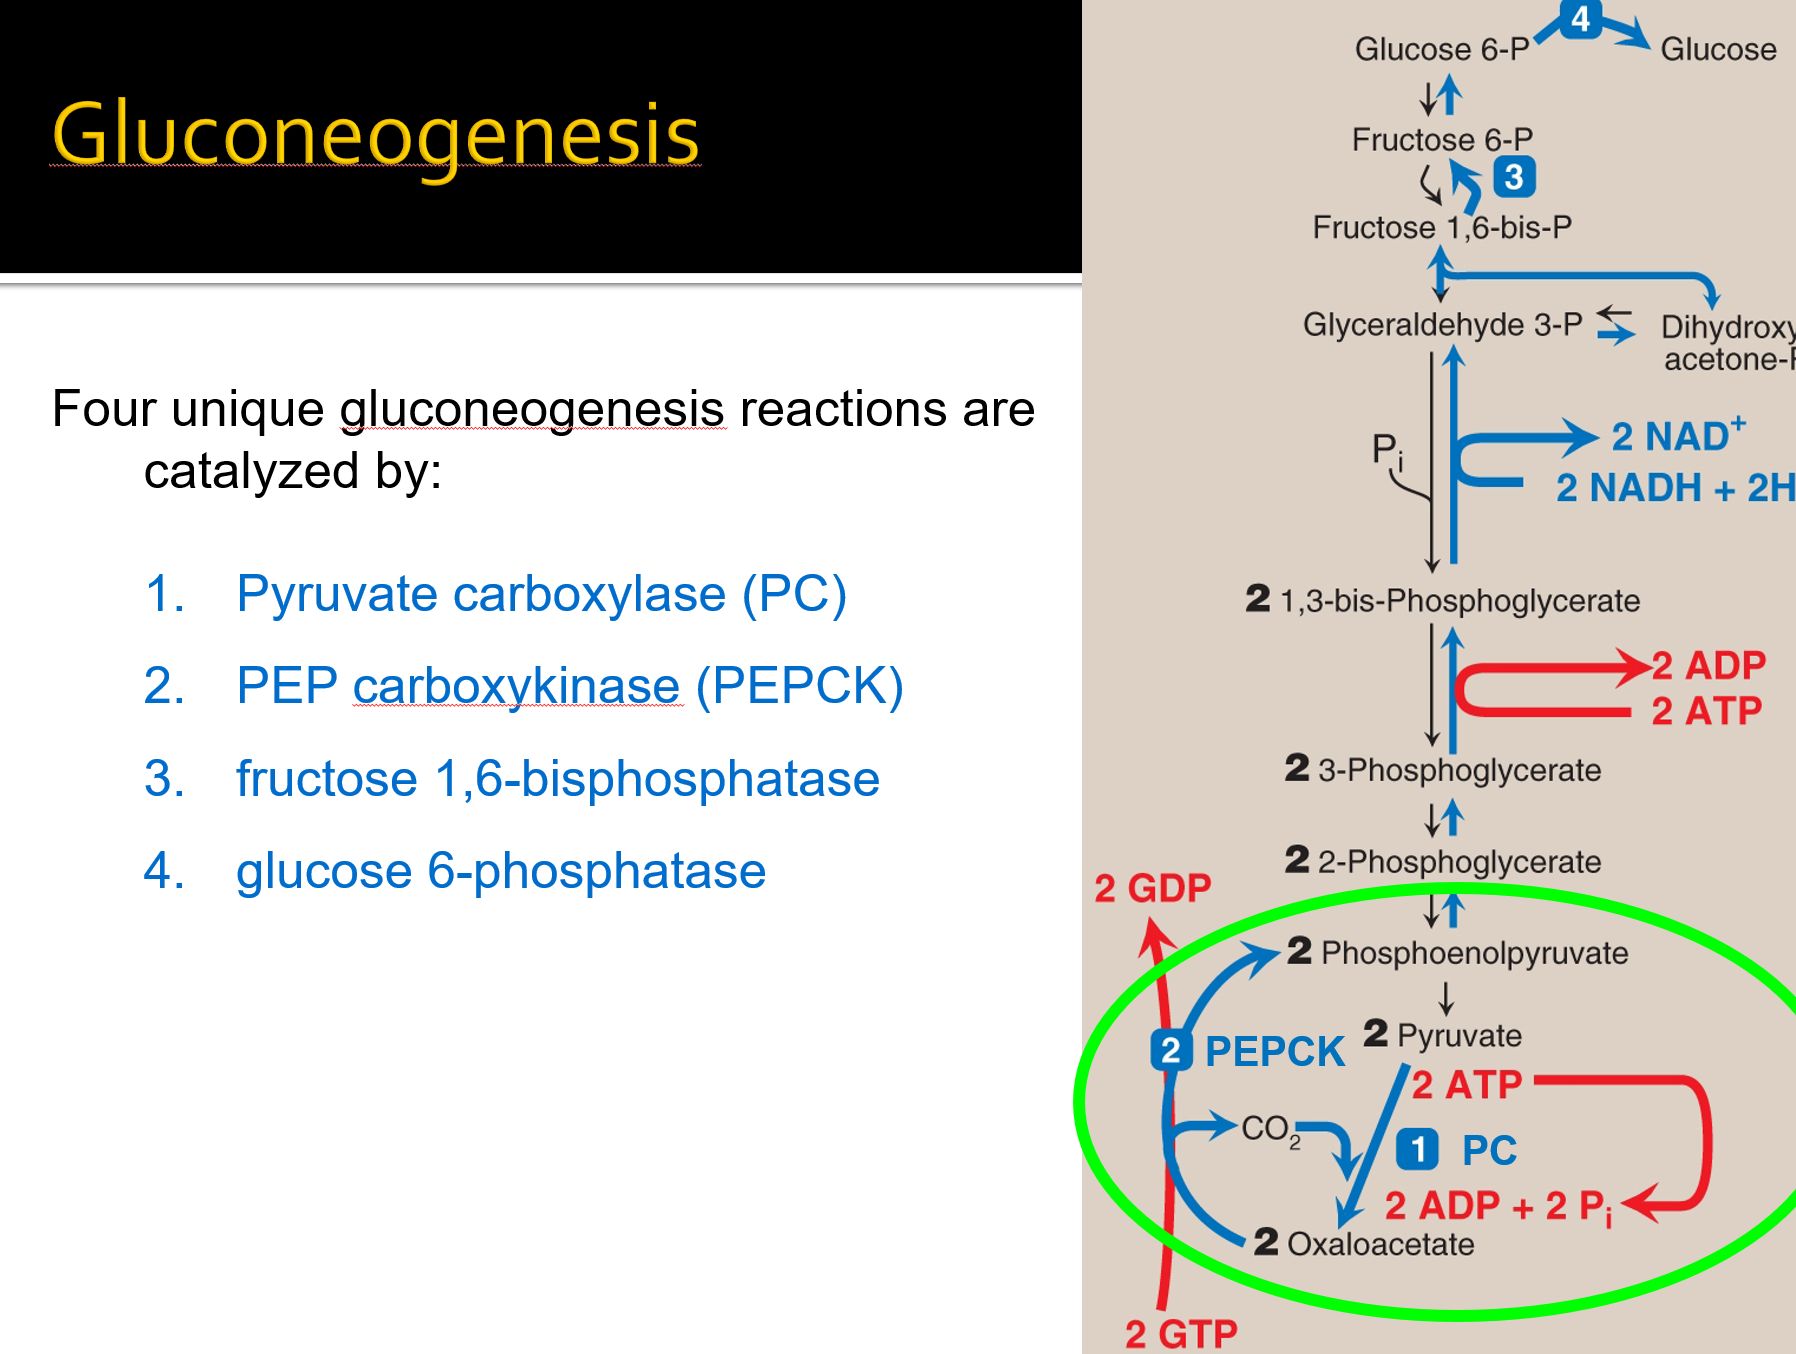 Gluconeogenesis
Four unique gluconeogenesis reactions are
catalyzed by:
1. Pyruvate carboxylase (PC)
2. PEP carboxykinase (PEPCK)
3. fructose 1,6-bisphosphatase
4. glucose 6-phosphatase
4
Glucose 6-P
Glucose
Fructose 6-P
3
Fructose 1,6-bis-P
Glyceraldehyde 3-P
Dihydroxy
acetone-P
Pi
2 NAD+
2 NADH + 2H
2 1,3-bis-Phosphoglycerate
2 ADP
2 ATP
2 3-Phosphoglycerate
2 2-Phosphoglycerate
2 GDP
2 Phosphoenolpyruvate
2 PEPCK
2 Pyruvate
2 ATP
CO2
1 PC
2 ADP + 2 Pi
2 Oxaloacetate
2 GTP